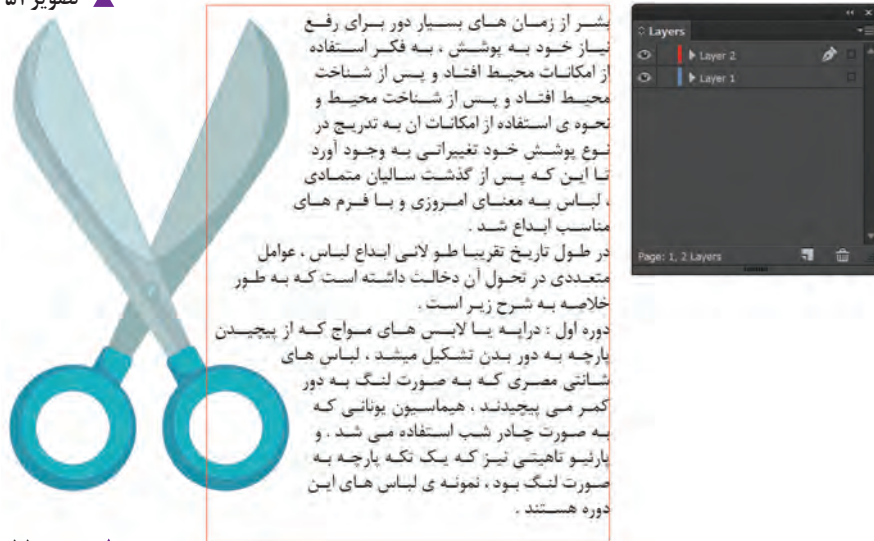 تصویر ۵۱
بشر از زمان های بسیار دور برای رفع
نیاز خود به پوشش ، به فکر استفاده
از امکانات محیط افتاد و پس از شناخت
محیط افتاد و پس از شناخت محیط و
نحوه ی استفاده از امکانات ان به تدریج در
نوع پوشش خود تغییراتی به وجود آورد
تا این که پس از گذشت سالیان متمادی
، لباس به معنای امروزی و با فرم های
مناسب ابداع شد .
در طول تاریخ تقریبا طو لانی ابداع لباس ، عوامل
متعددی در تحول آن دخالت داشته است که به طور
خلاصه به شرح زیر است .
دوره اول : دراپه یا لابس های مواج که از پیچیدن
پارچه به دور بدن تشکیل میشد ، لباس های
شانتی مصری که به صورت لنگ به دور
کمر می پیچیدند ، هیماسیون یونانی که
به صورت چادر شب استفاده می شد . و
پارئیو تاهیتی نیز که یک تکه پارچه به
صورت لنگ بود ، نمونه ی لباس های این
دوره هستند .
Layers
Layer 2
Layer 1
Page: 1, 2 Layers